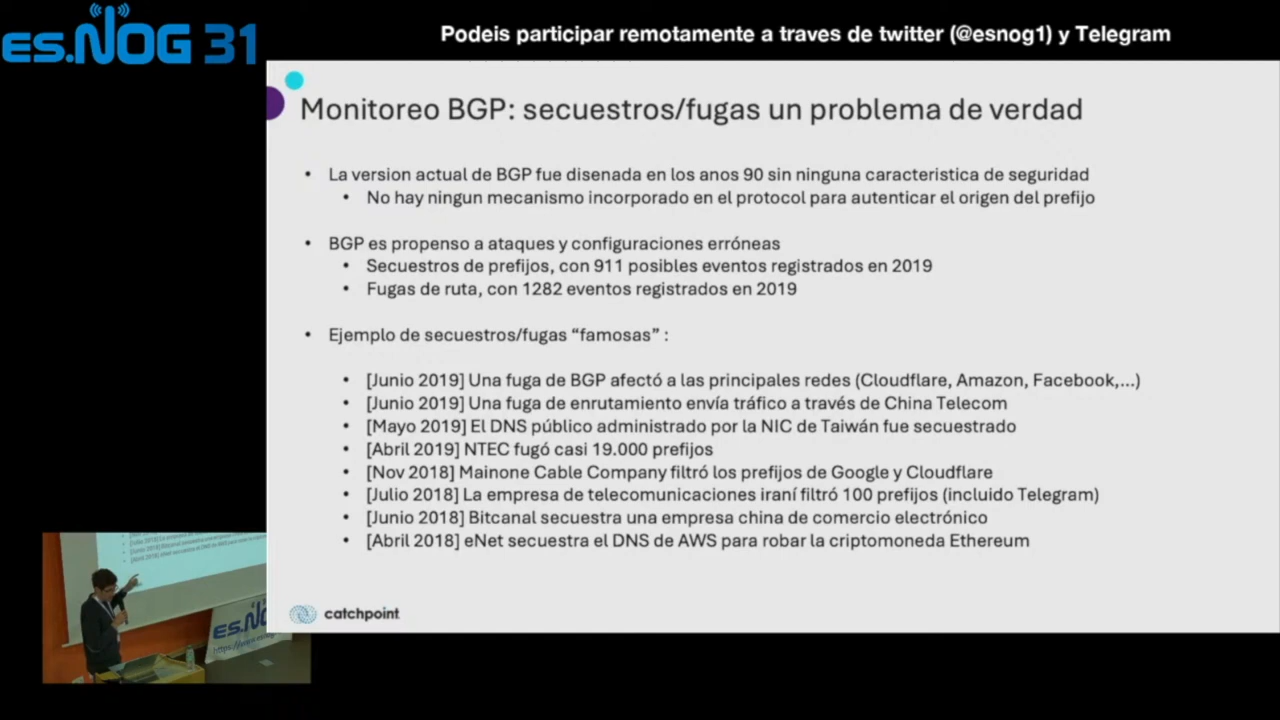 es.NOG 31
Podeis participar remotamente a traves de twitter (@esnog1) y Telegram
Monitoreo BGP: secuestros/fugas un problema de verdad
• La version actual de BGP fue disenada en los anos 90 sin ninguna caracteristica de seguridad
• No hay ningun mecanismo incorporado en el protocol para autenticar el origen del prefijo
• BGP es propenso a ataques y configuraciones erróneas
• Secuestros de prefijos, con 911 posibles eventos registrados en 2019
• Fugas de ruta, con 1282 eventos registrados en 2019
• Ejemplo de secuestros/fugas “famosas” :
• [Junio 2019] Una fuga de BGP afectó a las principales redes (Cloudflare, Amazon, Facebook,...)
• [Junio 2019] Una fuga de enrutamiento envía tráfico a través de China Telecom
• [Mayo 2019] El DNS público administrado por la NIC de Taiwán fue secuestrado
• [Abril 2019] NTEC fugó casi 19.000 prefijos
• [Nov 2018] Mainone Cable Company filtró los prefijos de Google y Cloudflare
• [Julio 2018] La empresa de telecomunicaciones iraní filtró 100 prefijos (incluido Telegram)
• [Junio 2018] Bitcanal secuestra una empresa china de comercio electrónico
• [Abril 2018] eNet secuestra el DNS de AWS para robar la criptomoneda Ethereum
catchpoint